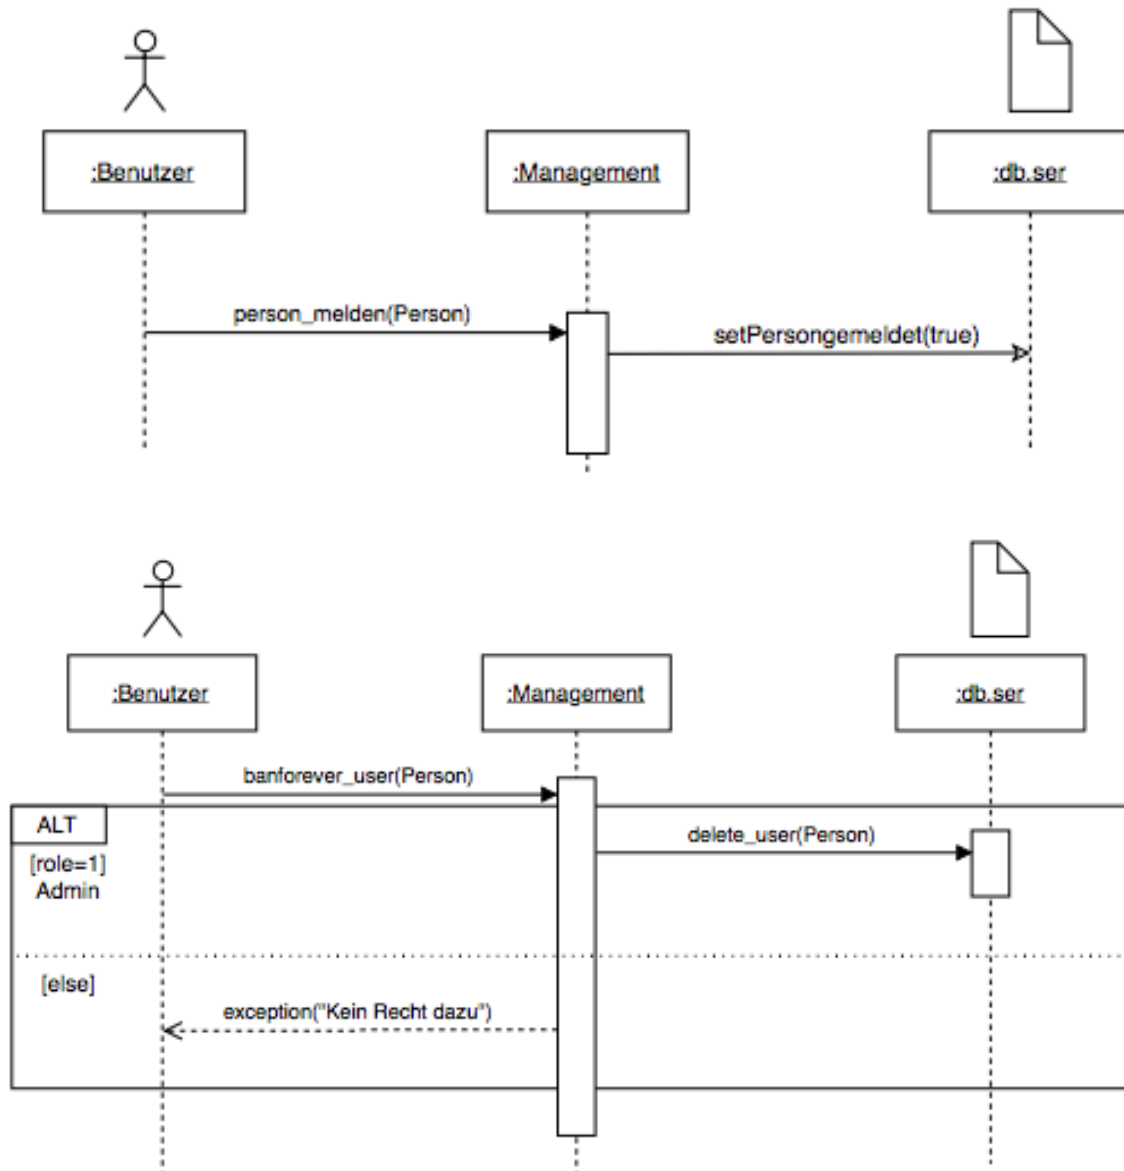 :Benutzer
:Management
:db.ser
person_melden(Person)
setPersongemeldet(true)
:Benutzer
:Management
:db.ser
banforever_user(Person)
ALT
delete_user(Person)
[role=1]
Admin
[else]
exception("Kein Recht dazu")